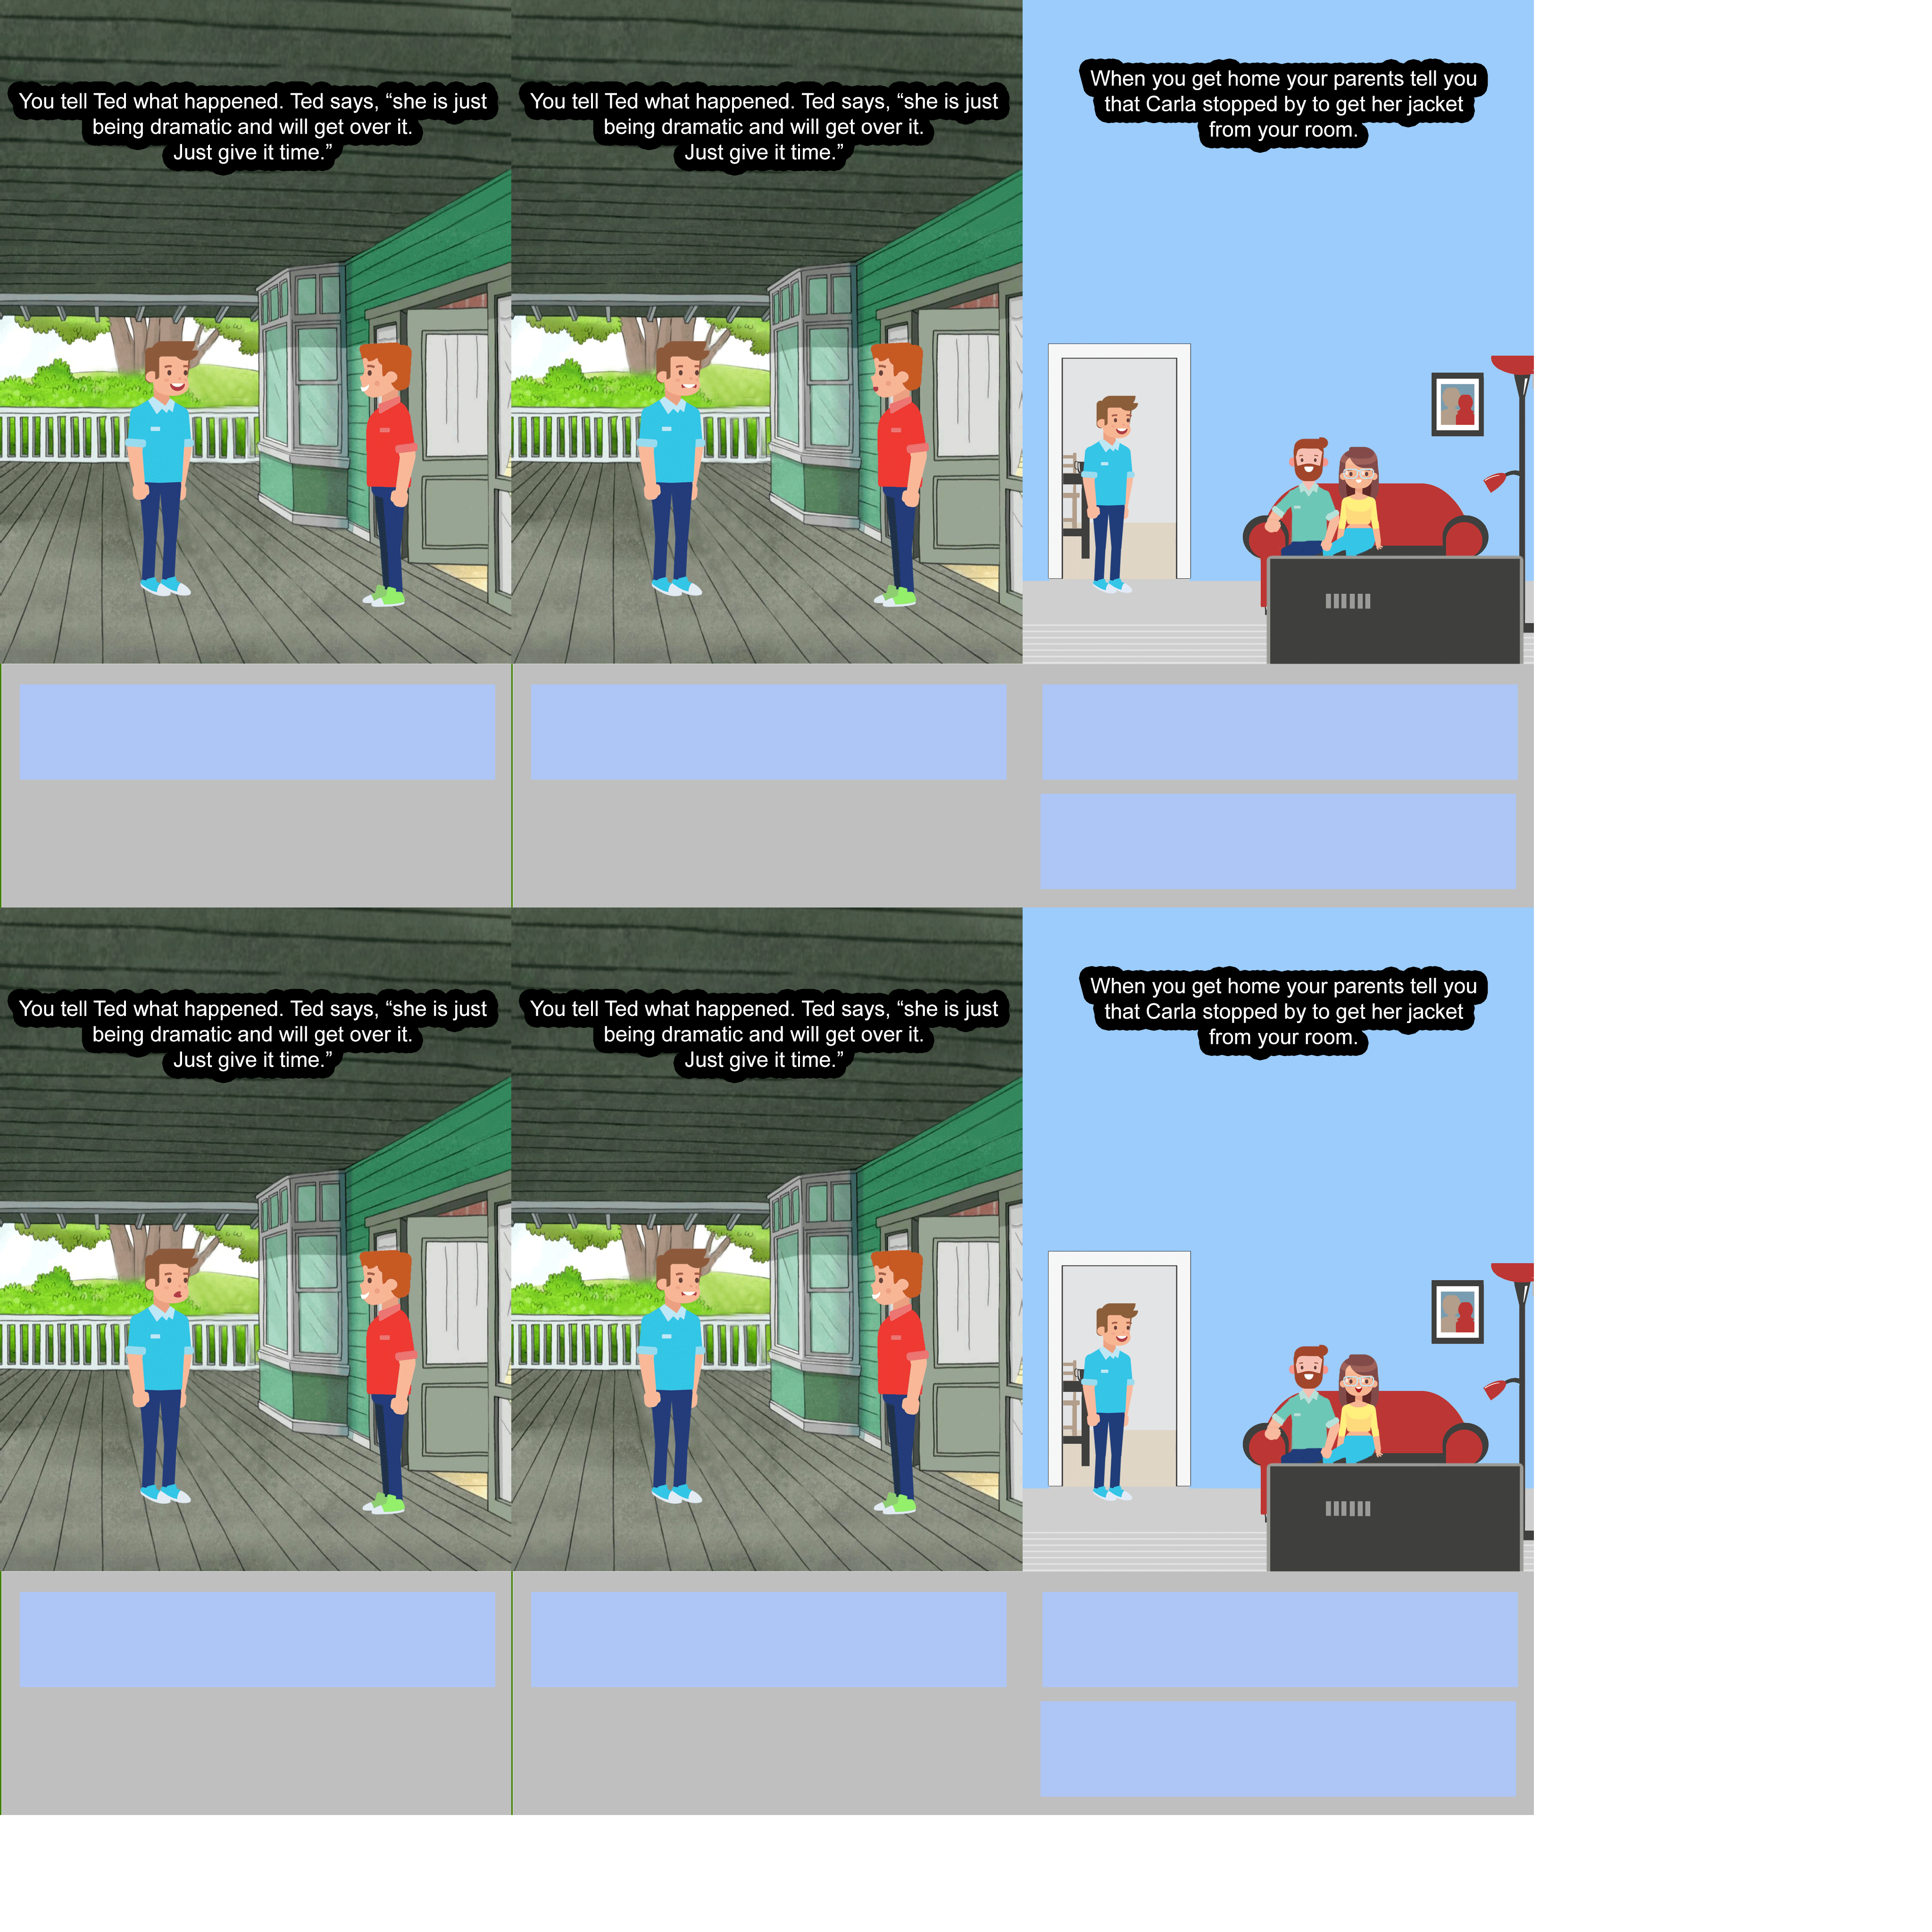 You tell Ted what happened. Ted says, “she is just
being dramatic and will get over it.
Just give it time.”
You tell Ted what happened. Ted says, “she is just
being dramatic and will get over it.
Just give it time.”
When you get home your parents tell you
that Carla stopped by to get her jacket
from your room.
You tell Ted what happened. Ted says, “she is just
being dramatic and will get over it.
Just give it time.”
You tell Ted what happened. Ted says, “she is just
being dramatic and will get over it.
Just give it time.”
When you get home your parents tell you
that Carla stopped by to get her jacket
from your room.